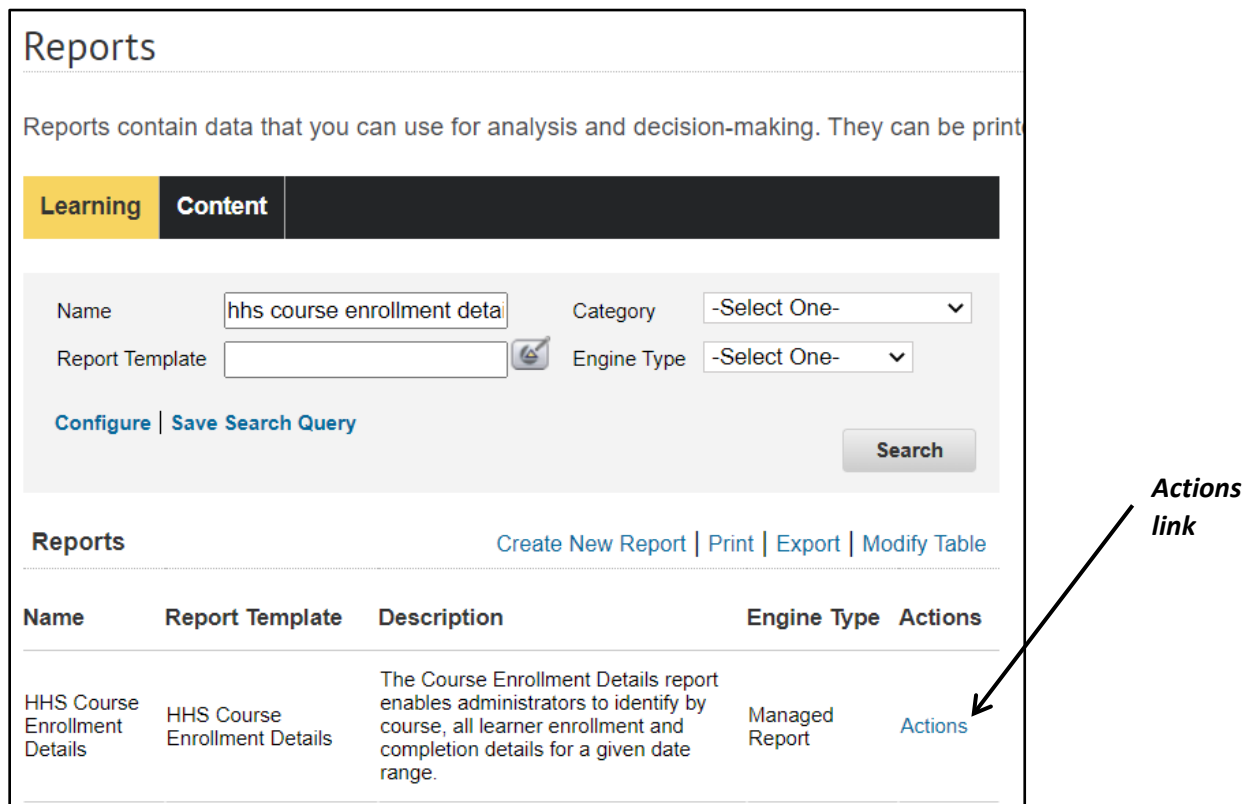 Reports
Reports contain data that you can use for analysis and decision-making. They can be
Learning Content
Name hhs course enrollment Category -Select One-
Report Template Engine Type -Select One-
Configure | Save Search Query
Search
Actions
link
Reports Create New Report | Print | Export | Modify Table
Name Report Template Description Engine Type Actions
HHS Course
Enrollment
Details
HHS Course
Enrollment Details
The Course Enrollment Details report
enables administrators to identify by
course, all learner enrollment and
completion details for a given date
range.
Managed
Report
Actions